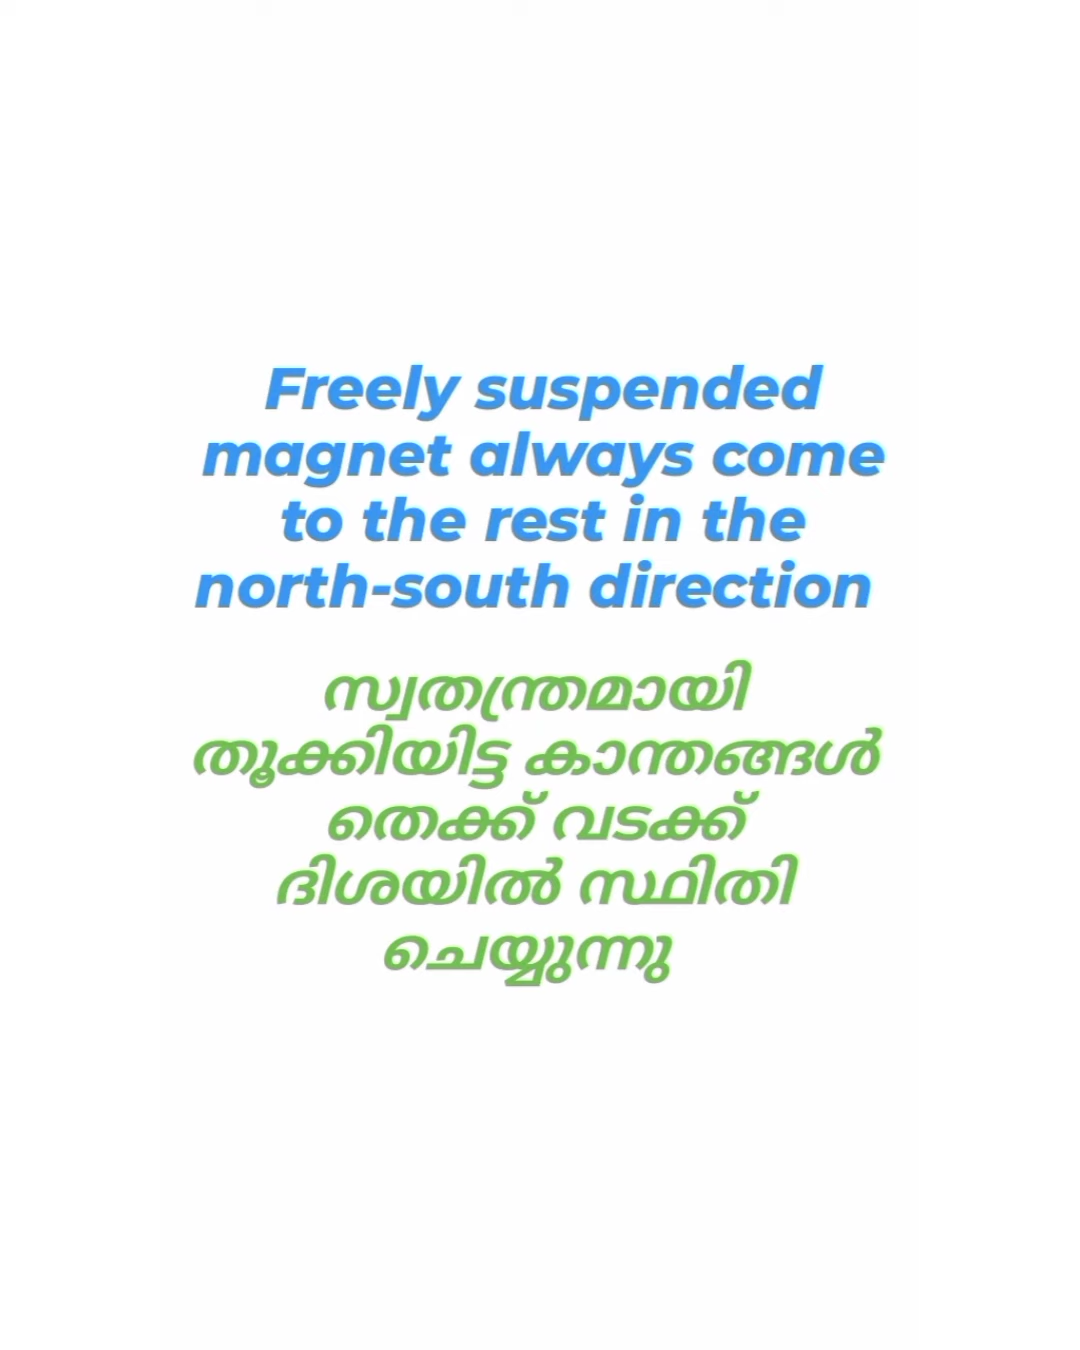 Freely suspended
magnet always come
to the rest in the
north-south direction
സ്വതന്ത്രമായി
തൂക്കിയിട്ട കാന്തങ്ങൾ
തെക്ക് വടക്ക്
ദിശയിൽ സ്ഥിതി
ചെയ്യുന്നു